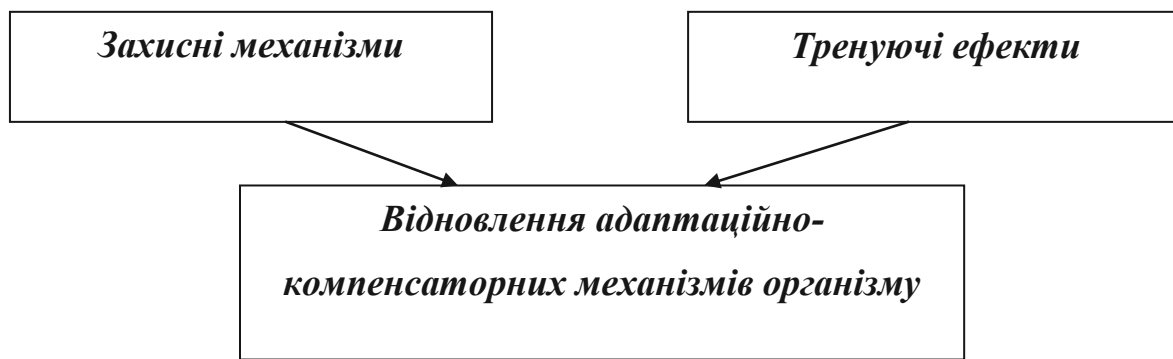 Захисні механізми
Тренуючі ефекти
Відновлення адаптаційно-
компенсаторних механізмів організму